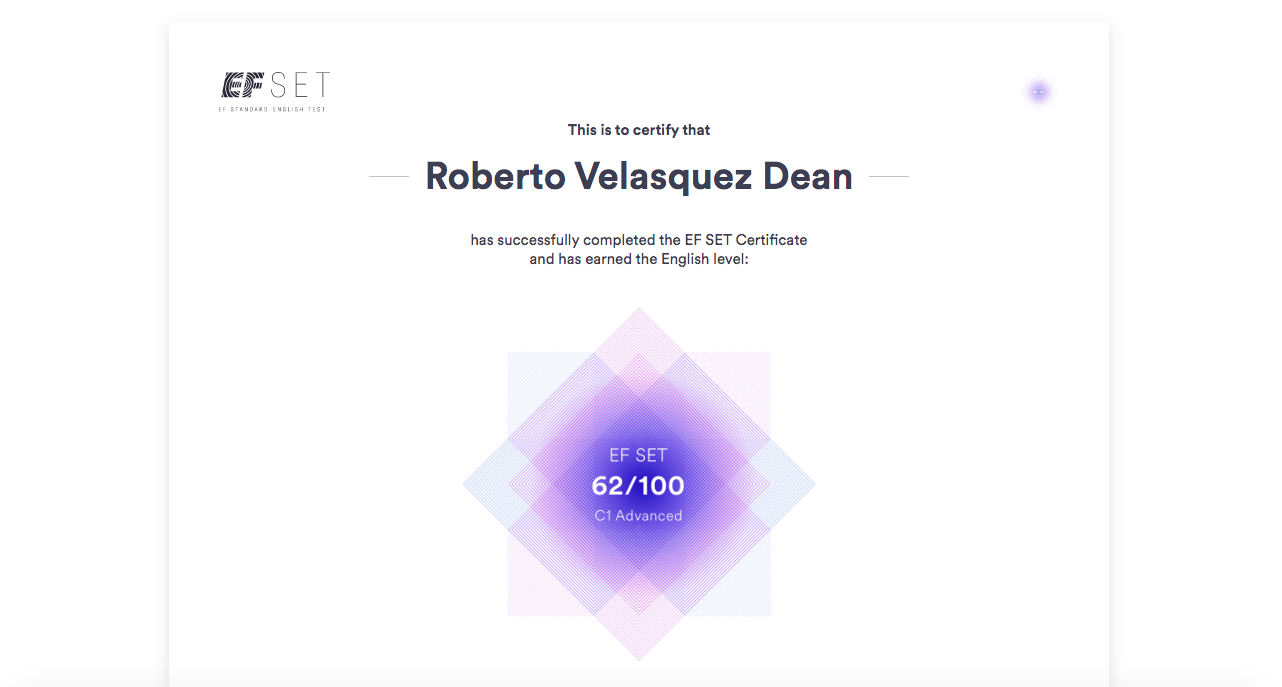 EF SET
EF STANDARD ENGLISH TEST
This is to certify that
Roberto Velasquez Dean
has successfully completed the EF SET Certificate
and has earned the English level:
EF SET
62/100
C1 Advanced